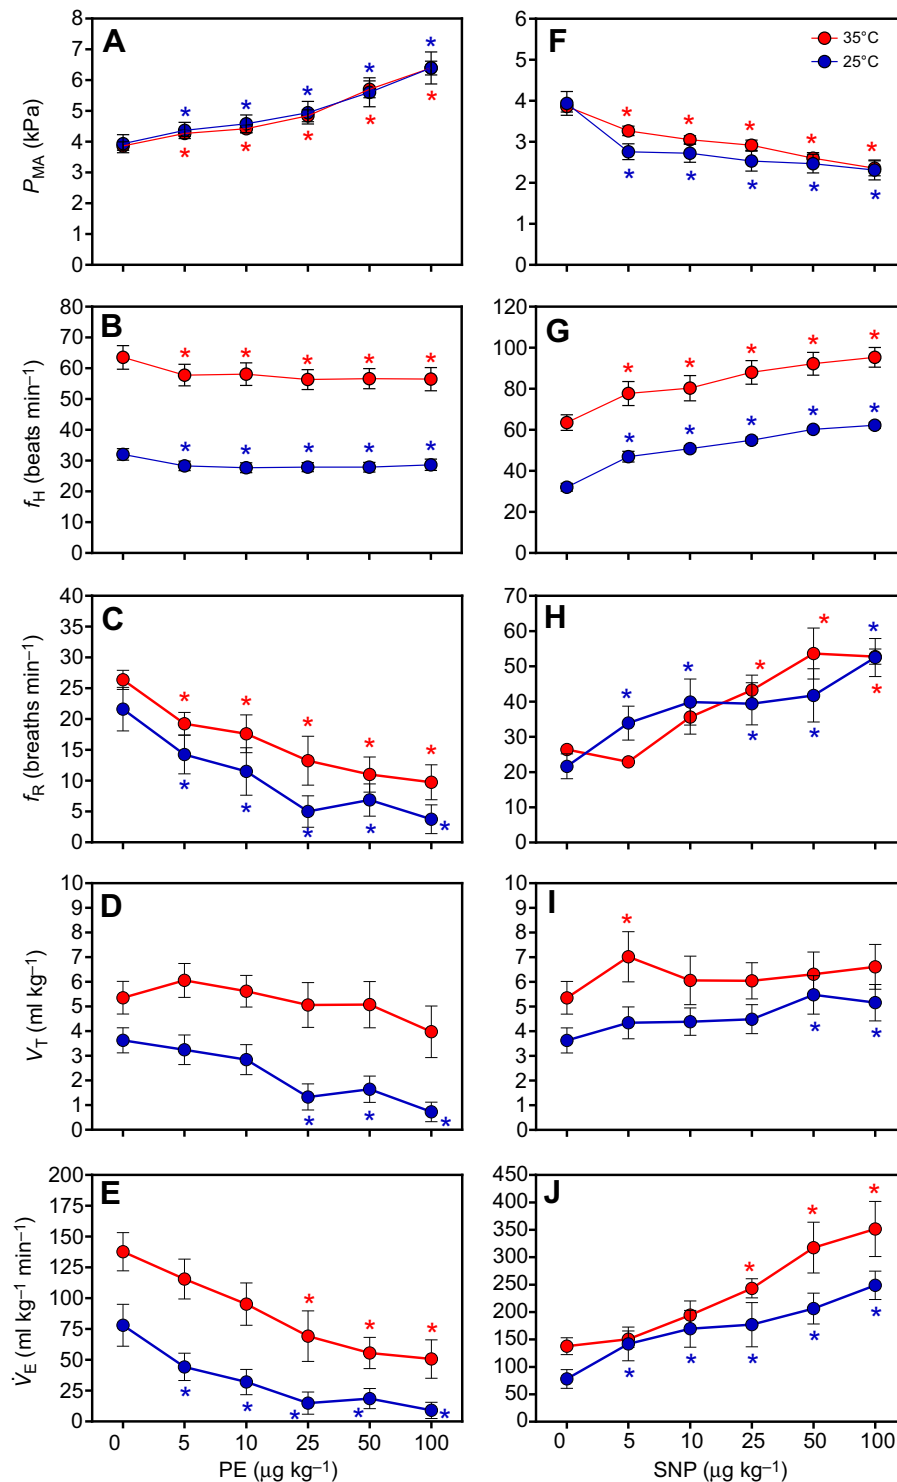 A
P_MA (kPa)
8
7
6
5
4
3
2
1
0
* * * * *
* * * * *
F
35°C
25°C
6
5
4
3
2
1
0
* * * * *
* * * * *
B
f_H (beats min–1)
80
70
60
50
40
30
20
10
0
* * * * *
* * * * *
G
120
100
80
60
40
20
0
* * * * *
* * * * *
C
f_R (breaths min–1)
40
35
30
25
20
15
10
5
0
* * * * *
* * * * *
H
70
60
50
40
30
20
10
0
* * * * *
* * *
D
V_T (ml kg–1)
10
9
8
7
6
5
4
3
2
1
0
* * *
I
10
9
8
7
6
5
4
3
2
1
0
*
* *
E
V̇_E (ml kg–1 min–1)
200
175
150
125
100
75
50
25
0
* * *
* * * * *
0 5 10 25 50 100
PE (μg kg–1)
J
450
400
350
300
250
200
150
100
50
0
* * *
* * * * *
0 5 10 25 50 100
SNP (μg kg–1)